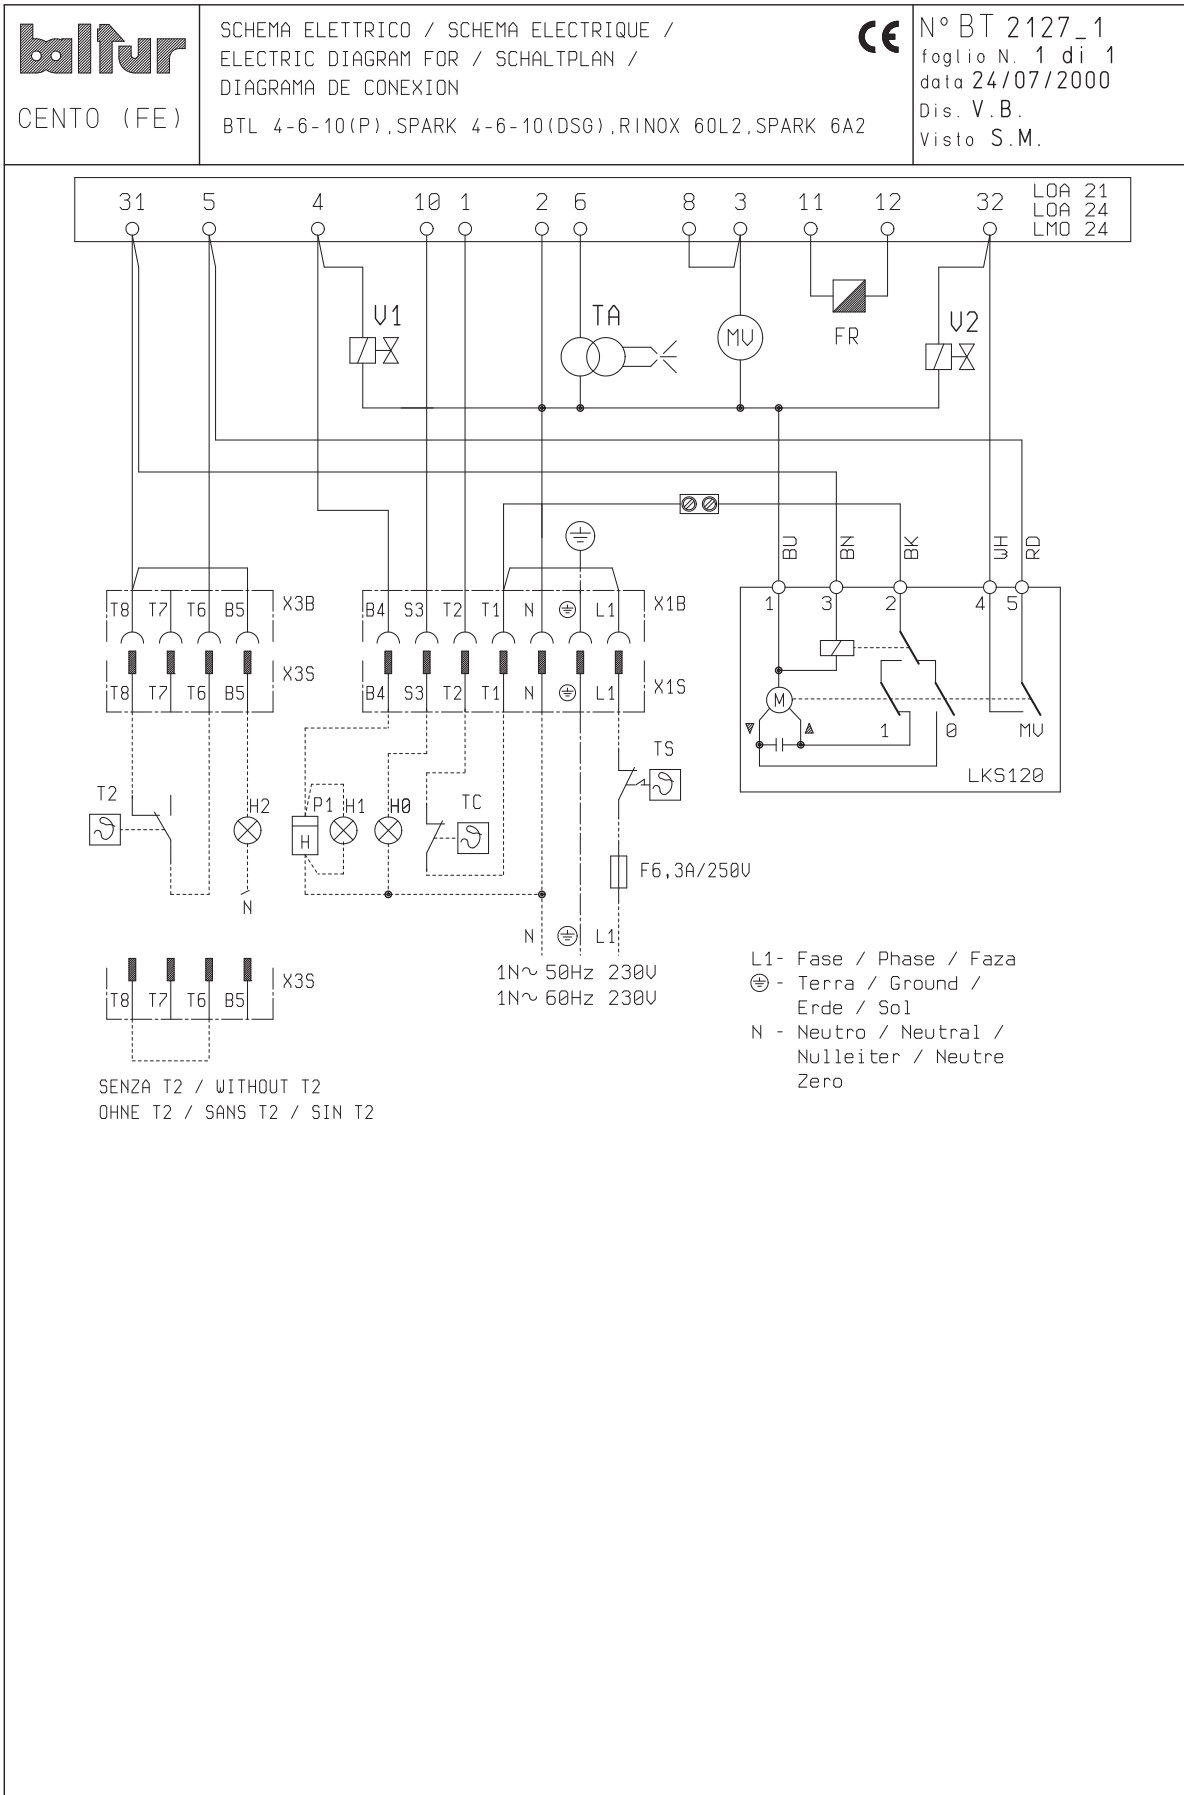 baltur
CENTO (FE)
SCHEMA ELETTRICO / SCHEMA ELECTRIQUE /
ELECTRIC DIAGRAM FOR / SCHALTPLAN /
DIAGRAMA DE CONEXION
BTL 4-6-10(P),SPARK 4-6-10(DSG),RINOX 60L2,SPARK 6A2
CE
N° BT 2127_1
foglio N. 1 di 1
data 24/07/2000
Dis. V.B.
Visto S.M.
31 5 4 10 1 2 6 8 3 11 12 32
LOA 21
LOA 24
LMO 24
V1 TA MV FR V2
BU BN BK WH RD
1 3 2 4 5
T8 T7 T6 B5 X3B
B4 S3 T2 T1 N L1 X1B
X3S
T8 T7 T6 B5
X1S
B4 S3 T2 T1 N L1
M
1 0 MV
LKS120
T2 H2 P1 H1 H0 TC TS
H
F6,3A/250V
N
N L1
1N~ 50Hz 230V
1N~ 60Hz 230V
X3S
T8 T7 T6 B5
SENZA T2 / WITHOUT T2
OHNE T2 / SANS T2 / SIN T2
L1- Fase / Phase / Faza
- Terra / Ground /
Erde / Sol
N - Neutro / Neutral /
Nulleiter / Neutre
Zero